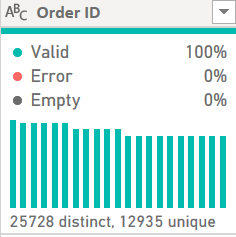 ABC Order ID
Valid 100%
Error 0%
Empty 0%
25728 distinct, 12935 unique